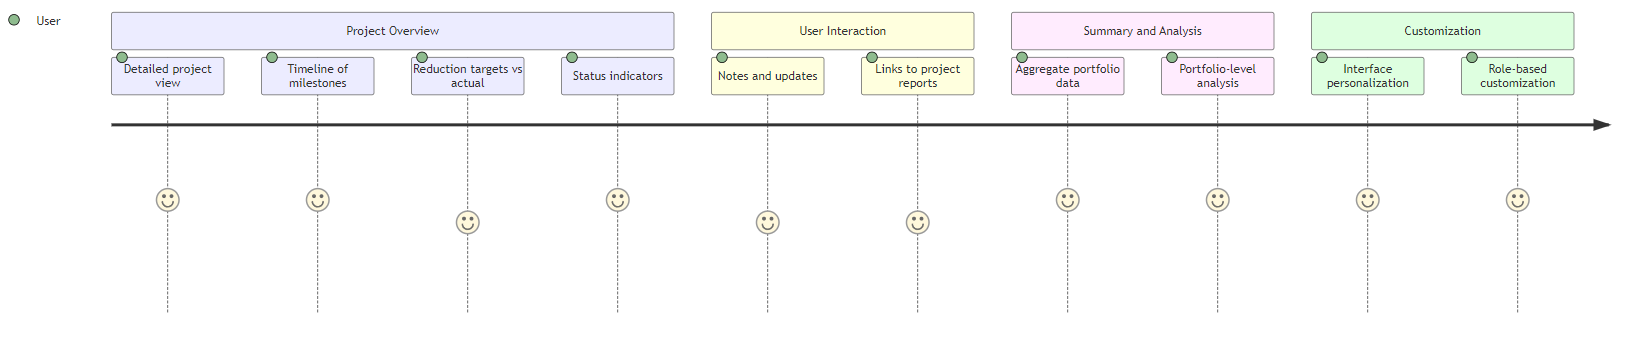 User
Project Overview
User Interaction
Summary and Analysis
Customization
Detailed project
view
Timeline of
milestones
Reduction targets vs
actual
Status indicators
Notes and updates
Links to project
reports
Aggregate portfolio
data
Portfolio-level
analysis
Interface
personalization
Role-based
customization